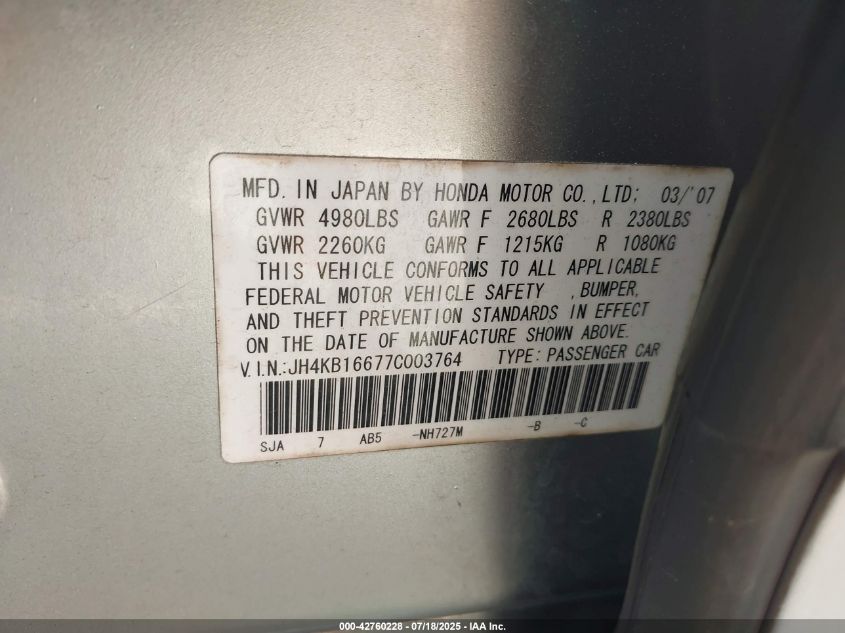 MFD. IN JAPAN BY HONDA MOTOR CO.,LTD; 03/'07
GVWR 4980LBS GAWR F 2680LBS R 2380LBS
GVWR 2260KG GAWR F 1215KG R 1080KG
THIS VEHICLE CONFORMS TO ALL APPLICABLE
FEDERAL MOTOR VEHICLE SAFETY , BUMPER,
AND THEFT PREVENTION STANDARDS IN EFFECT
ON THE DATE OF MANUFACTURE SHOWN ABOVE.
V.I.N.:JH4KB16677C003764 TYPE: PASSENGER CAR
SJA 7 AB5 -NH727M -B -C
000-42760228 - 07/18/2025 - IAA Inc.